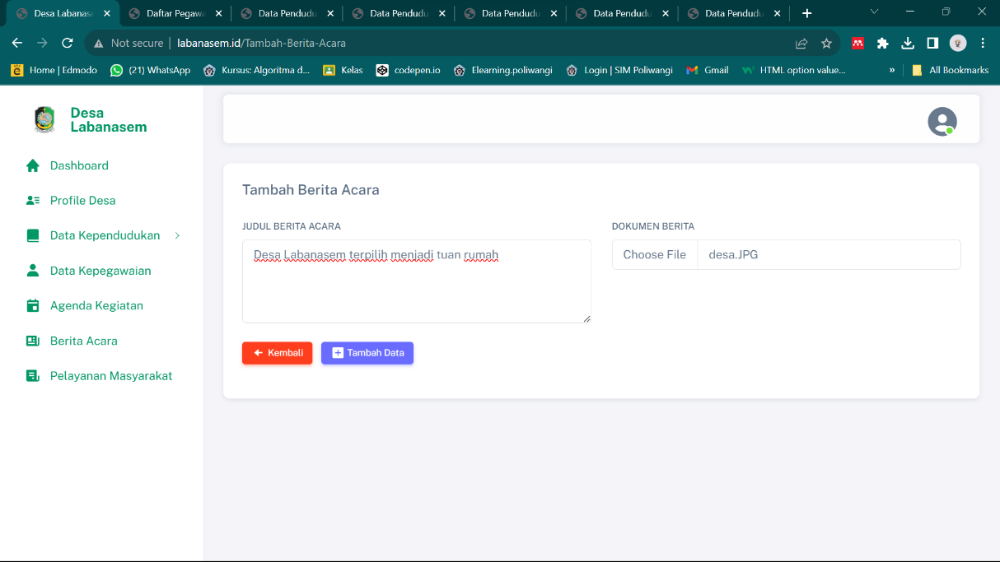 Desa Labanase
Daftar Pegawa
Data Pendudu
Data Pendudu
Data Pendudu
Data Pendudu
Data Pendudu
Not secure | labanasem.id/Tambah-Berita-Acara
Home | Edmodo
(21) WhatsApp
Kursus: Algoritma d...
Kelas
codepen.io
Elearning.poliwangi
Login | SIM Poliwangi
Gmail
HTML option value...
»
All Bookmarks
Desa
Labanasem
Dashboard
Profile Desa
Data Kependudukan
Data Kepegawaian
Agenda Kegiatan
Berita Acara
Pelayanan Masyarakat
Tambah Berita Acara
JUDUL BERITA ACARA
Desa Labanasem terpilih menjadi tuan rumah
DOKUMEN BERITA
Choose File desa.JPG
Kembali
Tambah Data